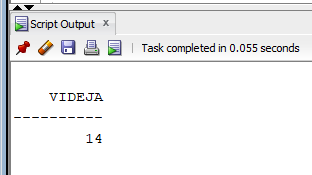 Script Output x
Task completed in 0.055 seconds
VIDEJA
----------
14